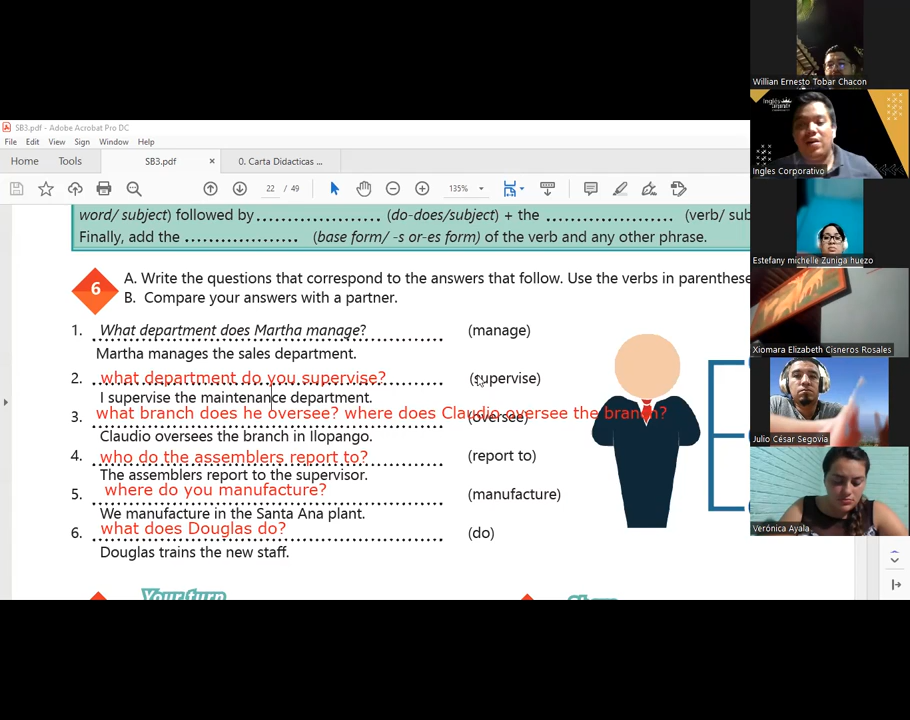 SB3.pdf - Adobe Acrobat Pro DC
File Edit View Sign Window Help
Home Tools SB3.pdf × 0. Carta Didacticas ...
22 / 49 135%
word/ subject) followed by .................... (do-does/subject) + the .................... (verb/ sub
Finally, add the .................... (base form/ -s or-es form) of the verb and any other phrase.
6 A. Write the questions that correspond to the answers that follow. Use the verbs in parenthese
B. Compare your answers with a partner.
1. What department does Martha manage? (manage)
Martha manages the sales department.
2. what department do you supervise? (supervise)
I supervise the maintenance department.
what branch does he oversee? where does Claudio oversee the branch?
3. (oversee)
Claudio oversees the branch in Ilopango.
4. who do the assemblers report to? (report to)
The assemblers report to the supervisor.
5. where do you manufacture? (manufacture)
We manufacture in the Santa Ana plant.
6. what does Douglas do? (do)
Douglas trains the new staff.
Your turn
Willian Ernesto Tobar Chacon
Ingles Corporativo
Estefany michelle Zuniga huezo
Xiomara Elizabeth Cisneros Rosales
Julio César Segovia
Verónica Ayala